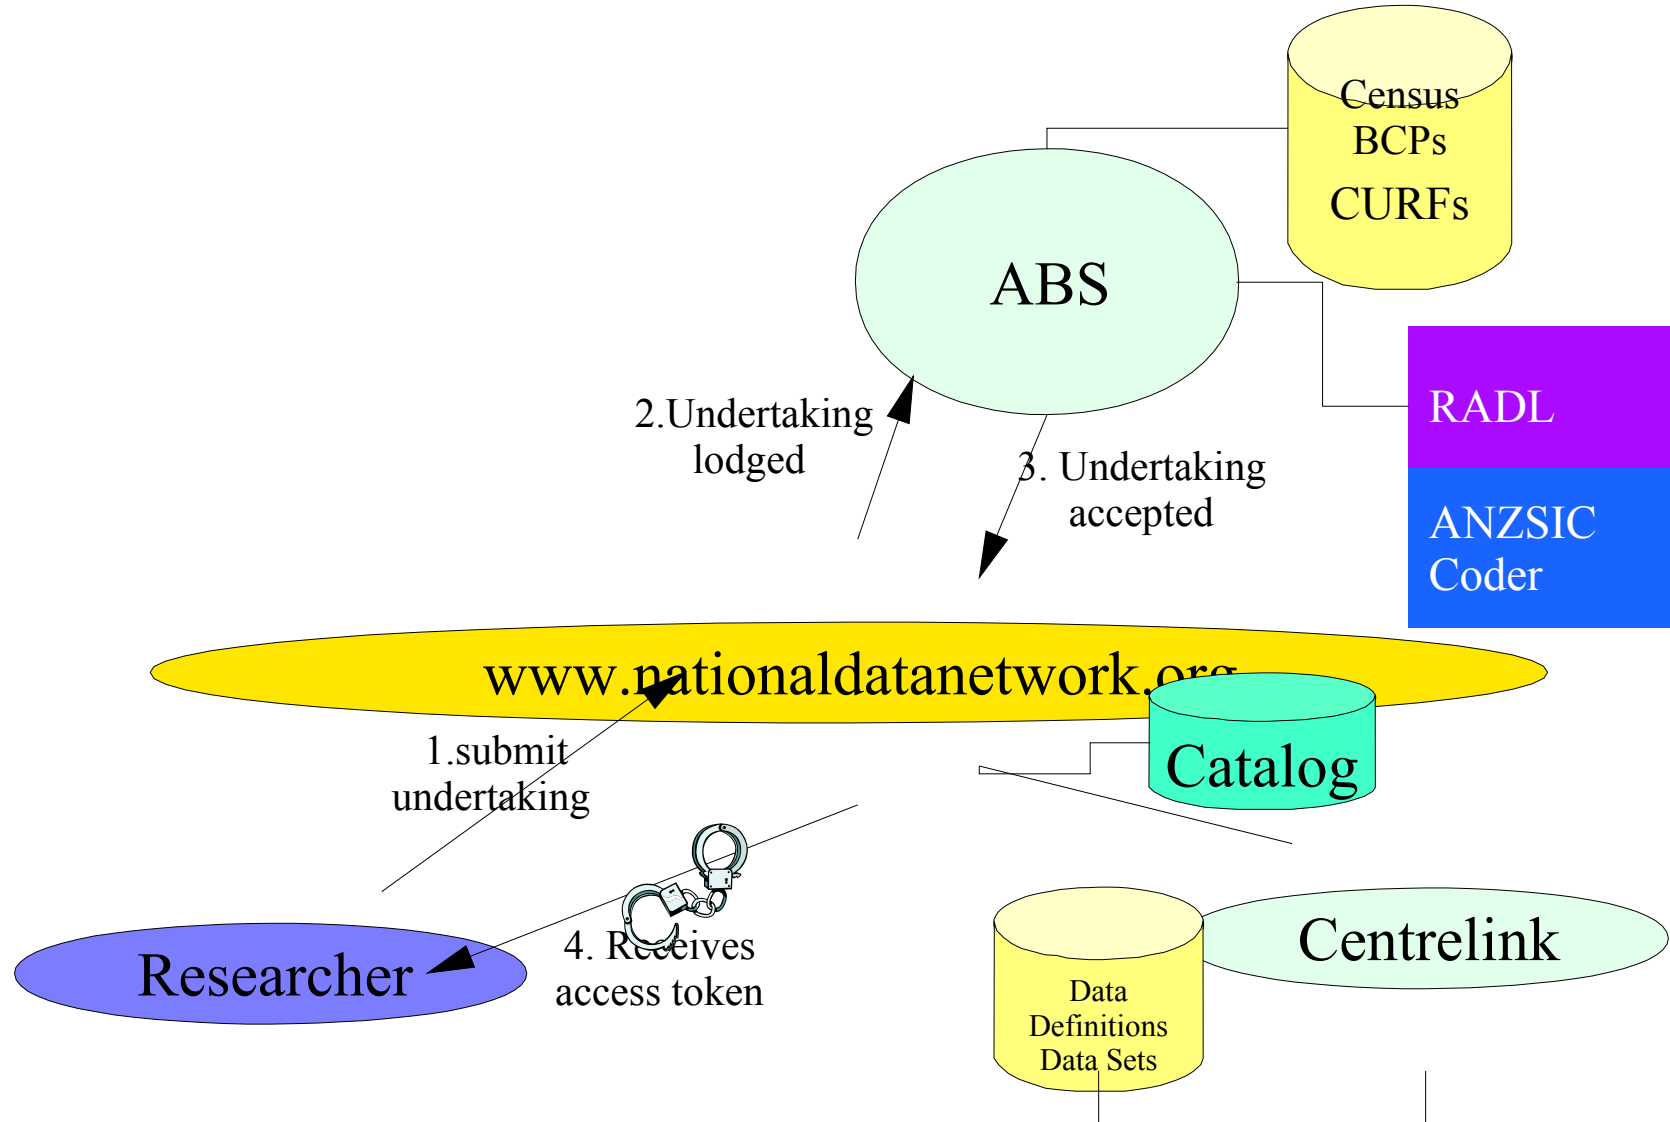 Census
BCPs
CURFs
ABS
RADL
ANZSIC
Coder
2.Undertaking
lodged
3. Undertaking
accepted
www.nationaldatanetwork.org
Catalog
1.submit
undertaking
Researcher
4. Receives
access token
Centrelink
Data
Definitions
Data Sets